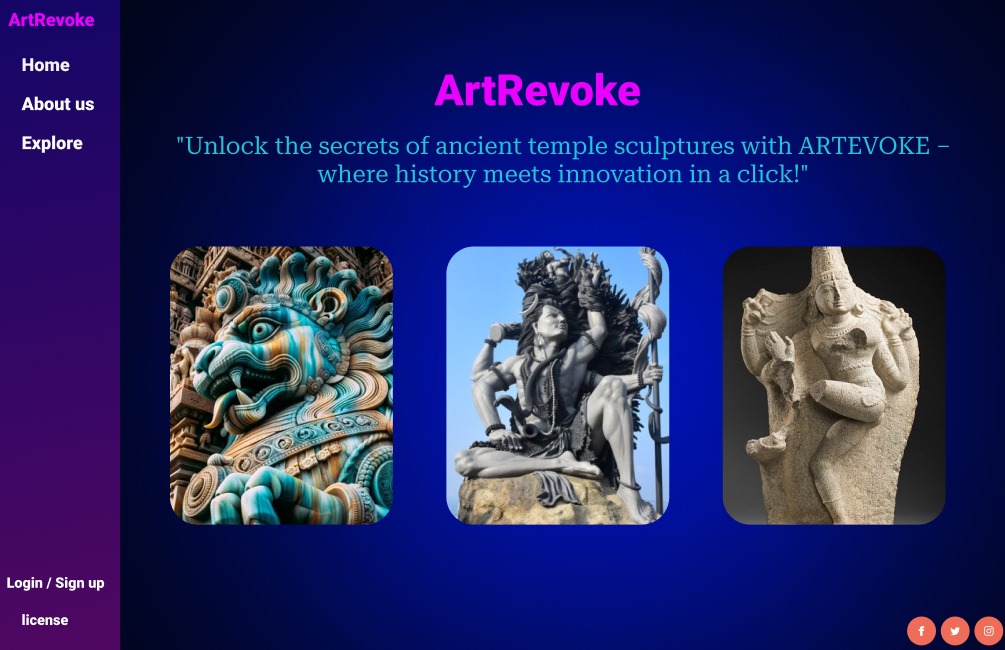 ArtRevoke
Home
About us
Explore
ArtRevoke
"Unlock the secrets of ancient temple sculptures with ARTEVOKE –
where history meets innovation in a click!"
Login / Sign up
license